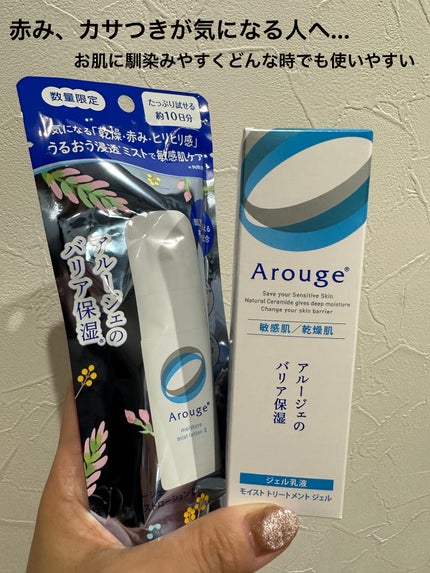 赤み、カサつきが気になる人へ...
お肌に馴染みやすくどんな時でも使いやすい
数量限定
たっぷり試せる
約10日分
気になる「乾燥・赤み・ヒリピリ感」
うるおう浸透ミストで敏感肌ケア
アルージェの
バリア保湿。
Arouge
moisture
mist lotion II
Arouge®
Save your Sensitive Skin
Natural Ceramide gives deep moisture
Change your skin barrier
敏感肌／乾燥肌
アルージェの
バリア保湿
ジェル乳液
モイスト トリートメント ジェル